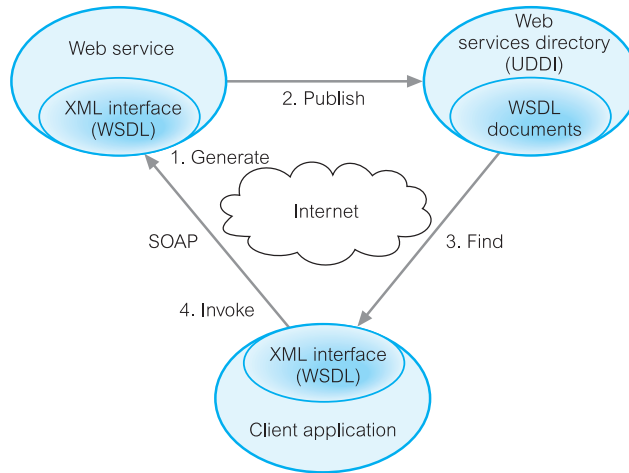 Web service
XML interface
(WSDL)
2. Publish
Web
services directory
(UDDI)
WSDL
documents
1. Generate
Internet
SOAP
3. Find
4. Invoke
XML interface
(WSDL)
Client application